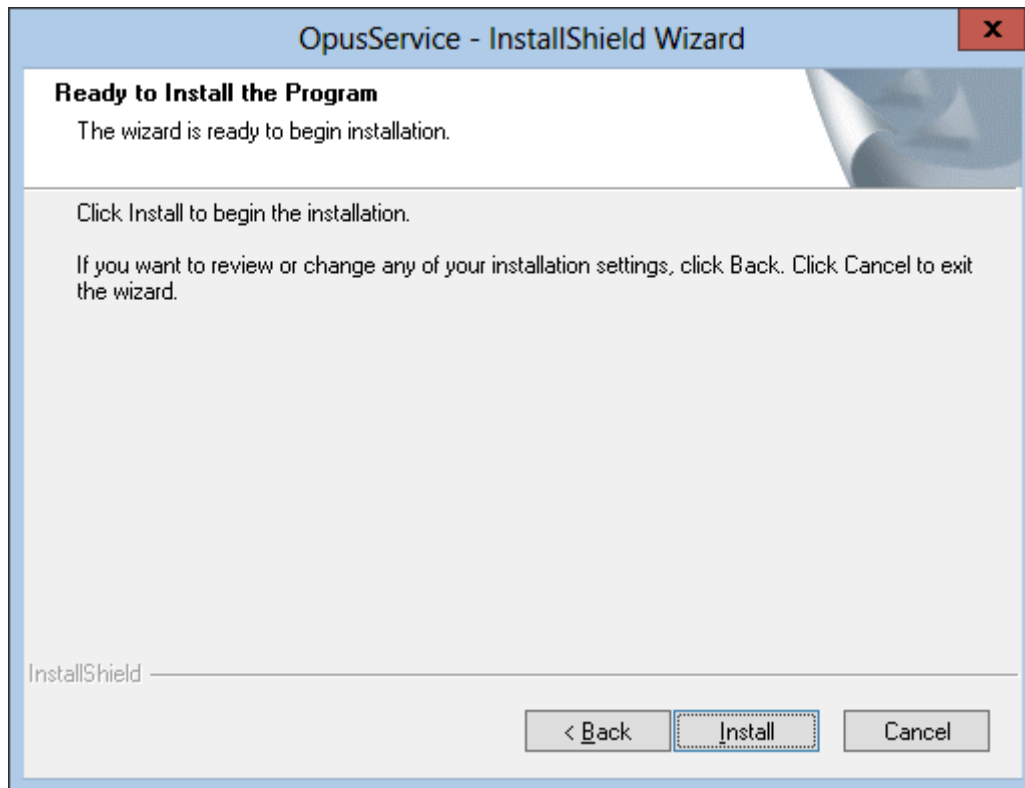 OpusService - InstallShield Wizard
x
Ready to Install the Program
The wizard is ready to begin installation.
Click Install to begin the installation.
If you want to review or change any of your installation settings, click Back. Click Cancel to exit
the wizard.
InstallShield
< Back Install Cancel